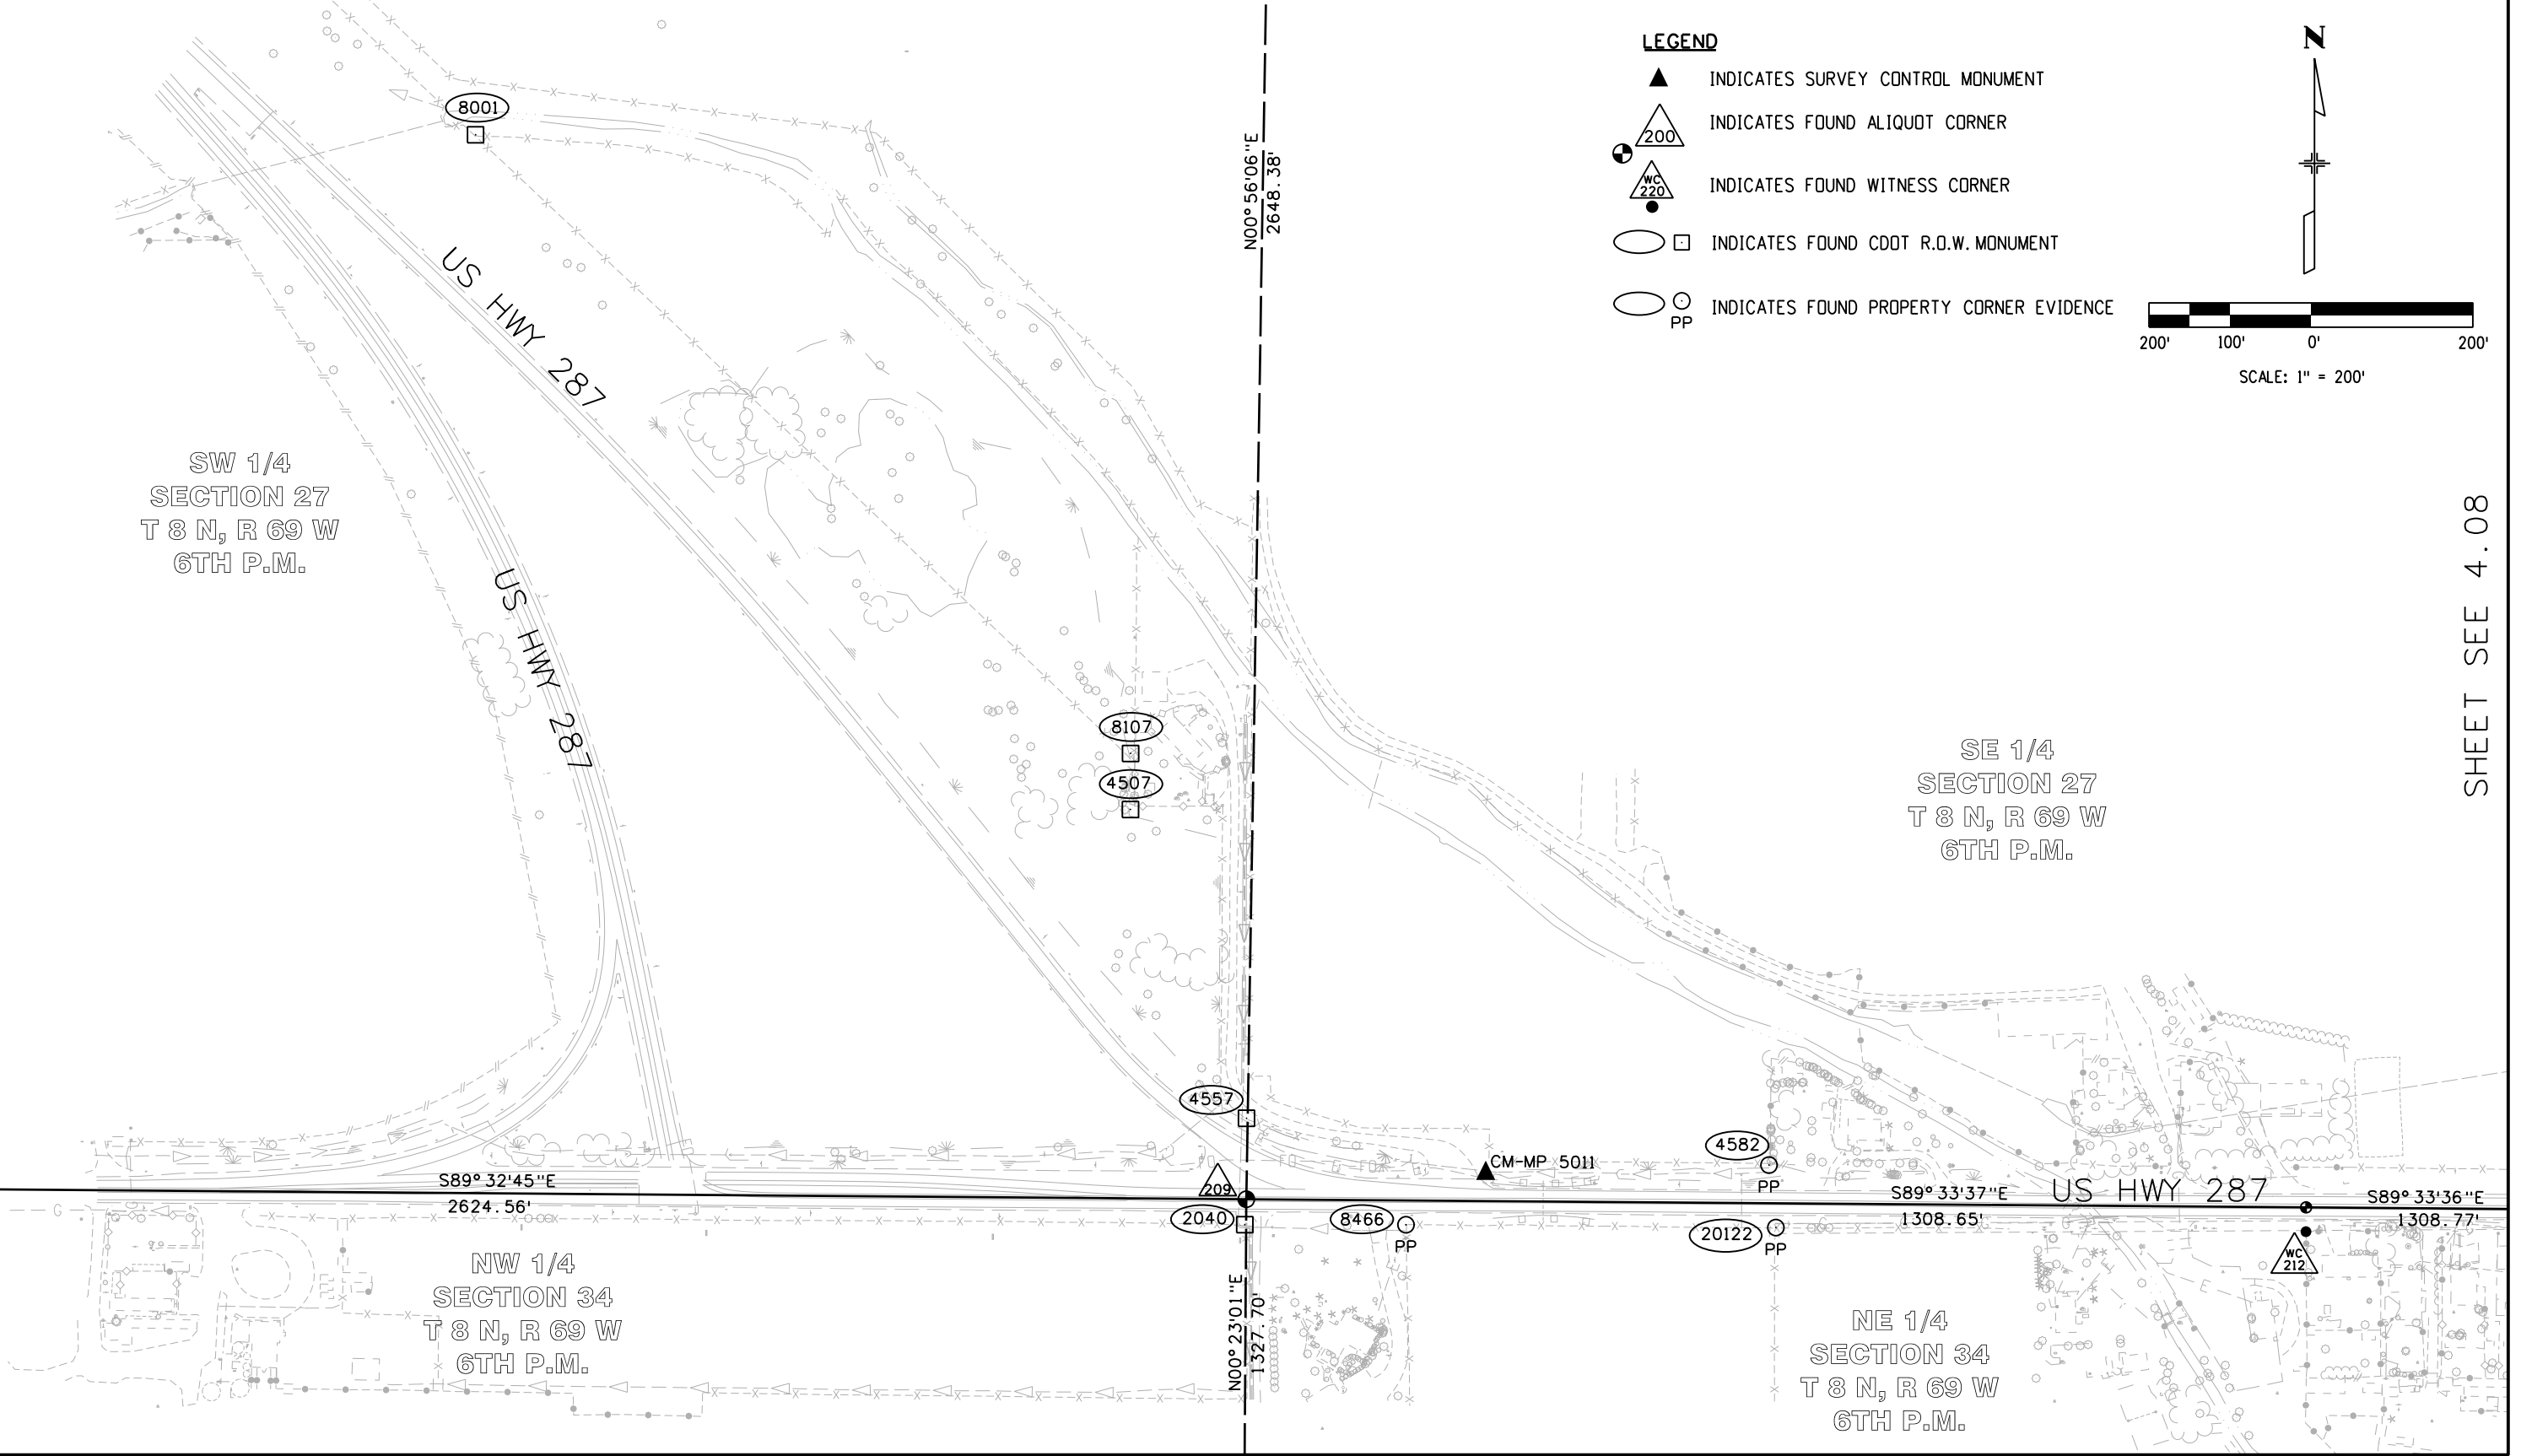 LEGEND
INDICATES SURVEY CONTROL MONUMENT
200
INDICATES FOUND ALIQUOT CORNER
WC
220
INDICATES FOUND WITNESS CORNER
INDICATES FOUND CDOT R.O.W. MONUMENT
PP
INDICATES FOUND PROPERTY CORNER EVIDENCE
N
200' 100' 0' 200'
SCALE: 1" = 200'
8001
N00°56'06"E
2648.38'
US HWY 287
US HWY 287
SW 1/4
SECTION 27
T 8 N, R 69 W
6TH P.M.
SHEET SEE 4.08
8107
4507
SE 1/4
SECTION 27
T 8 N, R 69 W
6TH P.M.
4557
4582
PP
CM-MP 5011
S89°32'45"E
2624.56'
209
2040
8466
PP
20122
PP
S89°33'37"E
1308.65'
US HWY 287
S89°33'36"E
1308.77'
WC
212
N00°23'01"E
1327.70'
NW 1/4
SECTION 34
T 8 N, R 69 W
6TH P.M.
NE 1/4
SECTION 34
T 8 N, R 69 W
6TH P.M.